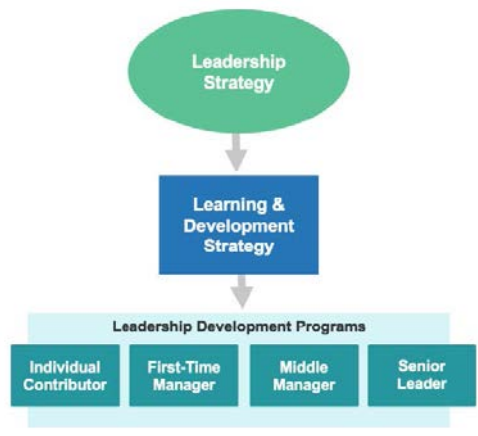 Leadership
Strategy
Learning &
Development
Strategy
Leadership Development Programs
Individual
Contributor
First-Time
Manager
Middle
Manager
Senior
Leader